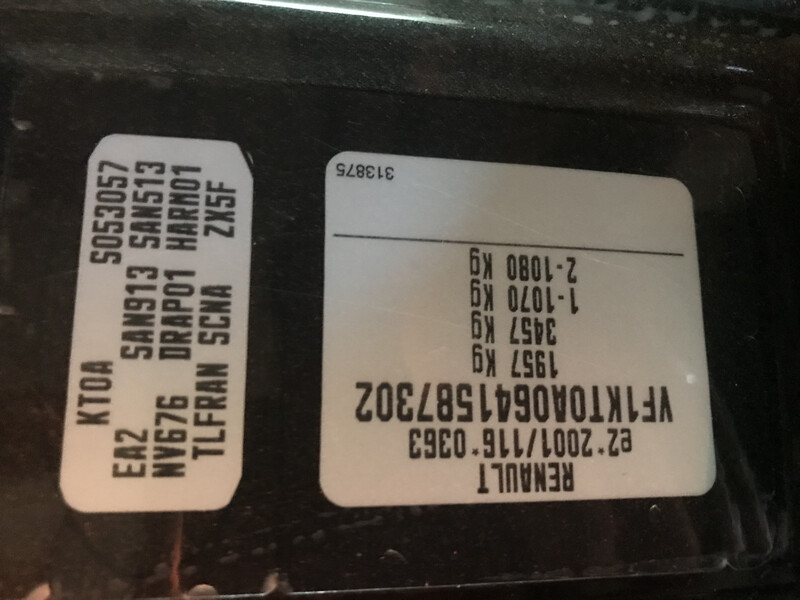 RENAULT
e2*2001/116*0363
VF1KT0A0641587302
1957 Kg
3457 Kg
1-1070 Kg
2-1080 Kg
313875
KT0A S053057
EA2 SAN913 SAN513
NV676 DRAP01 HARM01
TLFRAN SCNA ZX5F